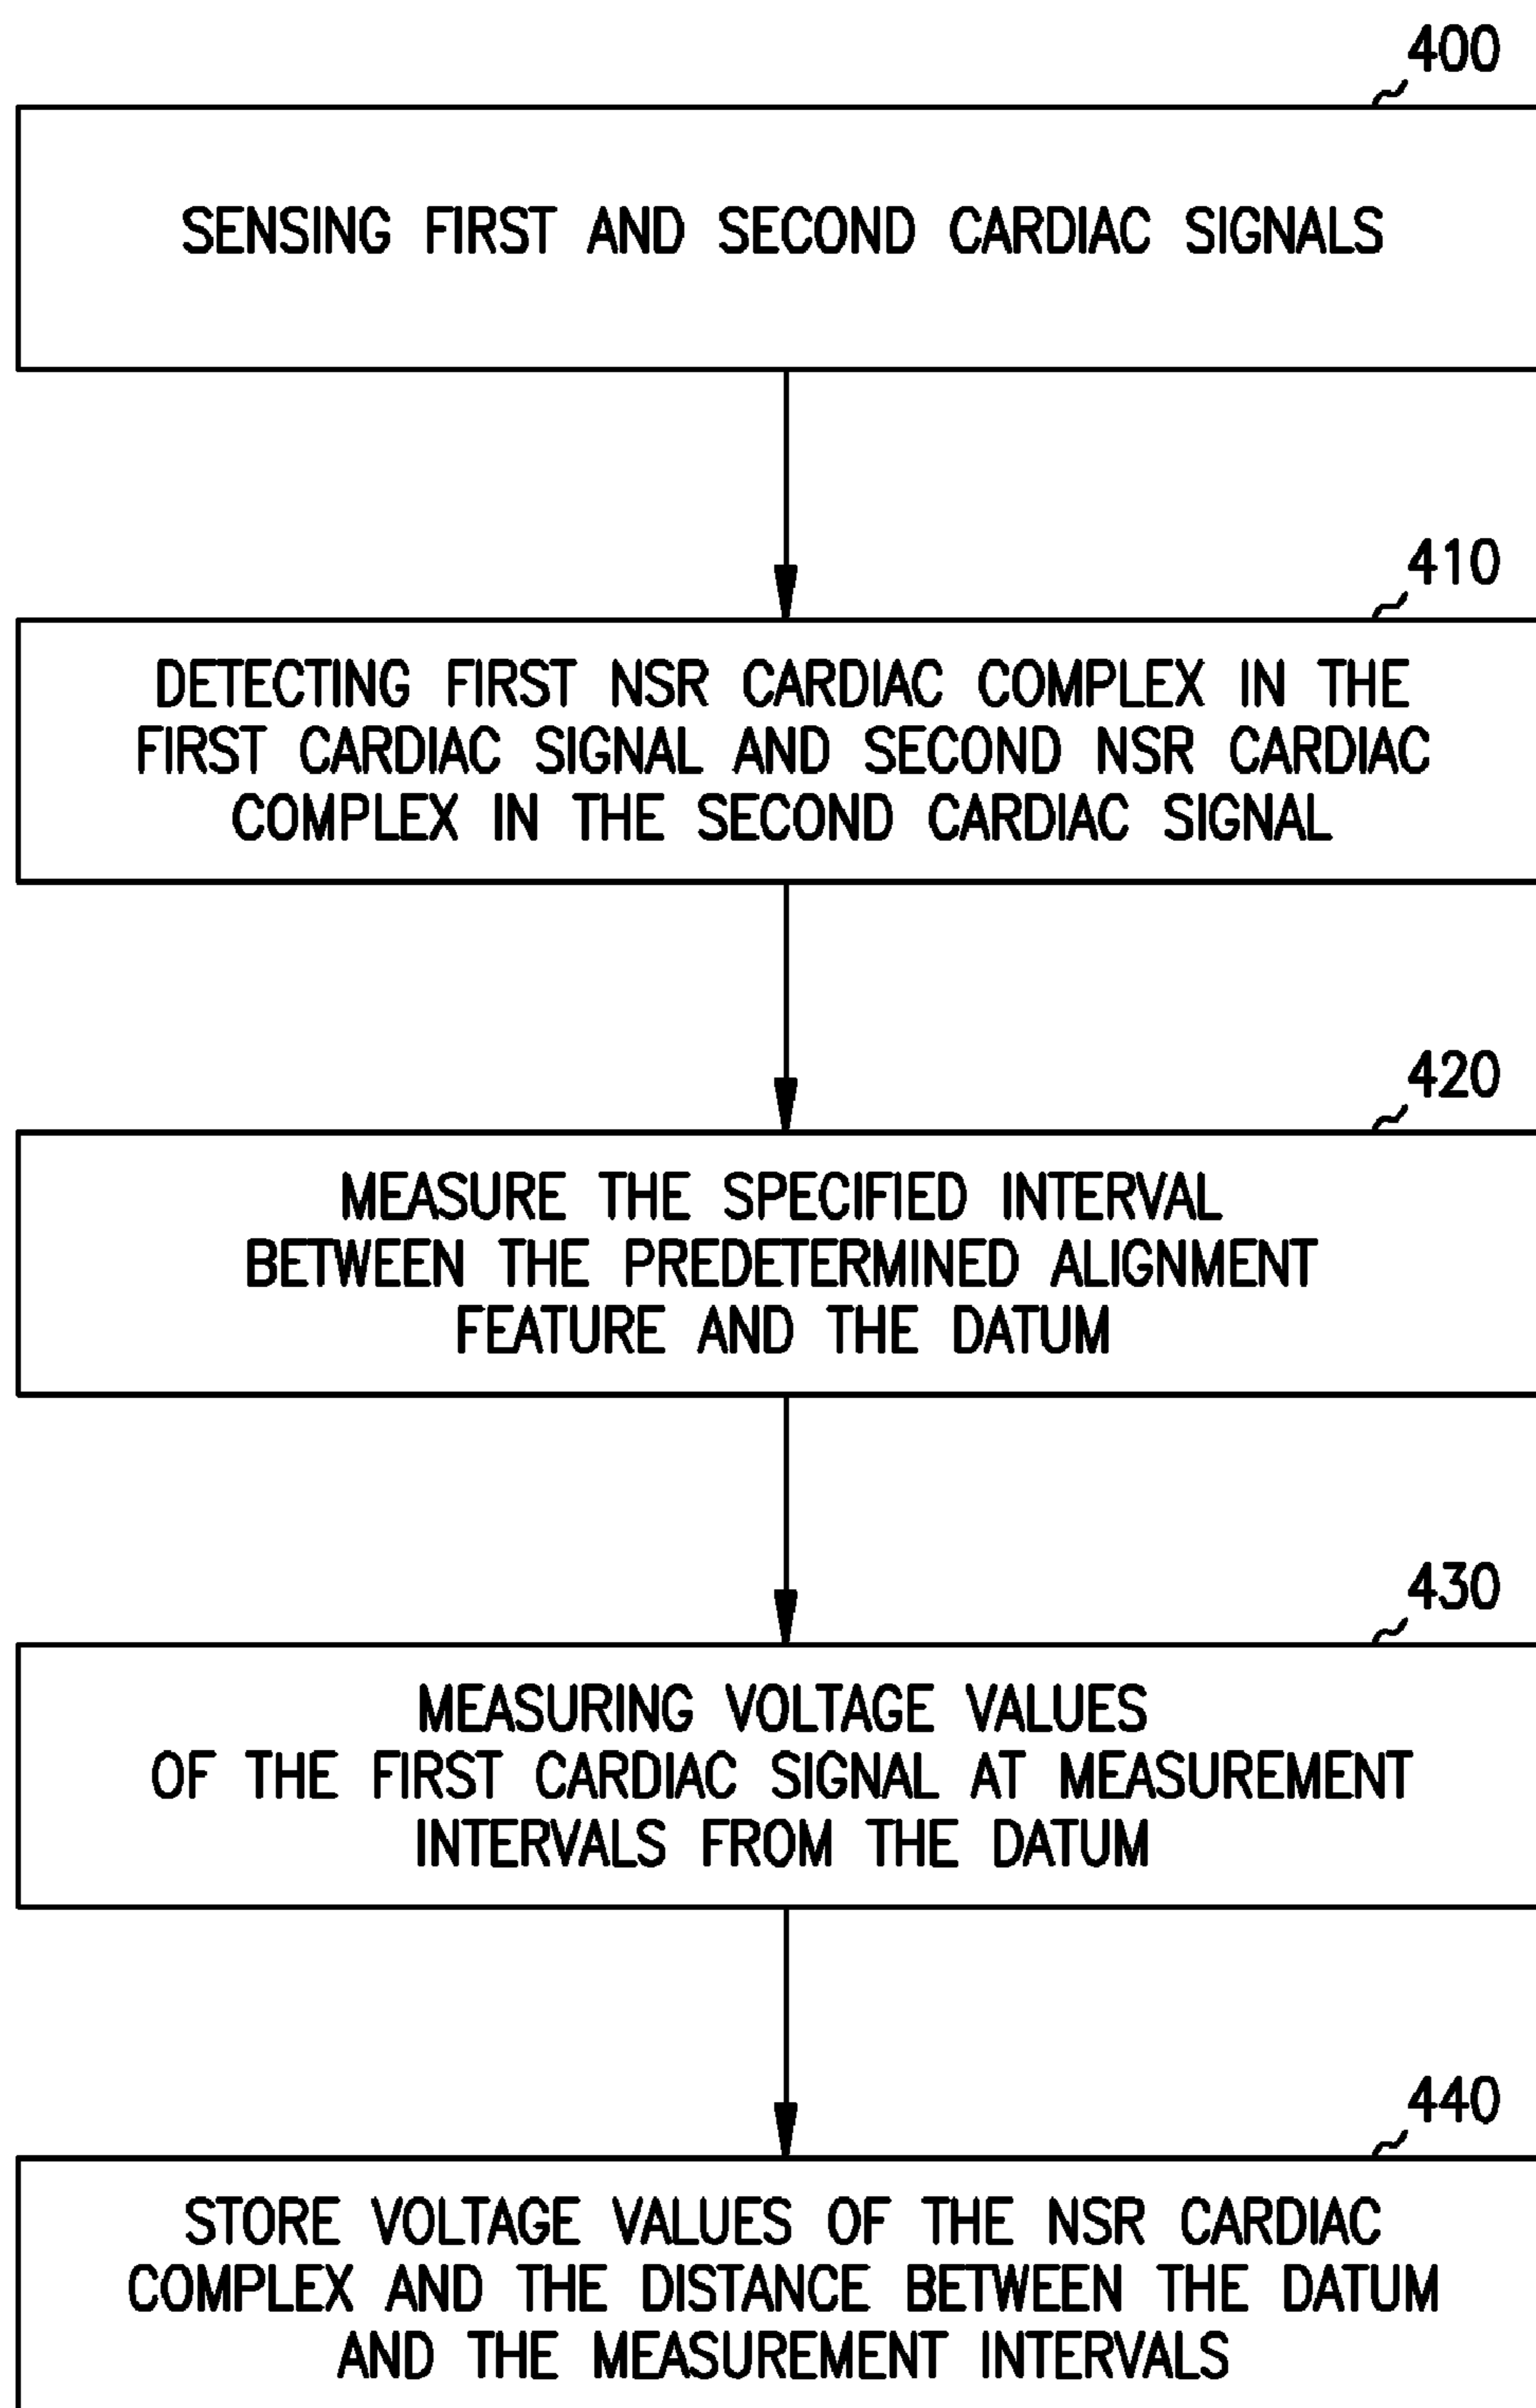 400
SENSING FIRST AND SECOND CARDIAC SIGNALS
410
DETECTING FIRST NSR CARDIAC COMPLEX IN THE
FIRST CARDIAC SIGNAL AND SECOND NSR CARDIAC
COMPLEX IN THE SECOND CARDIAC SIGNAL
420
MEASURE THE SPECIFIED INTERVAL
BETWEEN THE PREDETERMINED ALIGNMENT
FEATURE AND THE DATUM
430
MEASURING VOLTAGE VALUES
OF THE FIRST CARDIAC SIGNAL AT MEASUREMENT
INTERVALS FROM THE DATUM
440
STORE VOLTAGE VALUES OF THE NSR CARDIAC
COMPLEX AND THE DISTANCE BETWEEN THE DATUM
AND THE MEASUREMENT INTERVALS